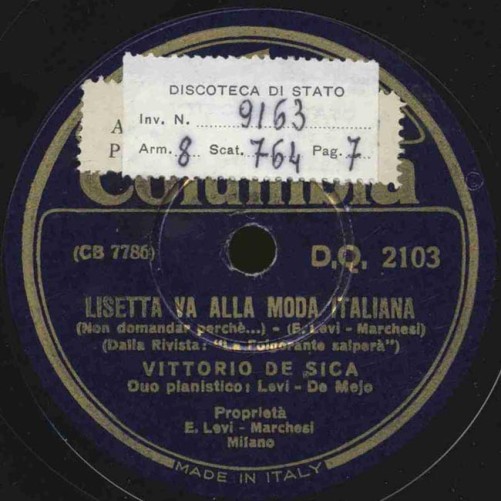 DISCOTECA DI STATO
Inv. N. 9163
Arm. 8 Scat. 764 Pag. 7
A
P
Columbia
(CB 7786) D.Q. 2103
LISETTA VA ALLA MODA ITALIANA
(Non domandar perchè...) - (E. Levi - Marchesi)
(Dalla Rivista: "La Folgorante salperà")
VITTORIO DE SICA
Duo pianistico: Levi - De Mejo
Proprietà
E. Levi - Marchesi
Milano
MADE IN ITALY